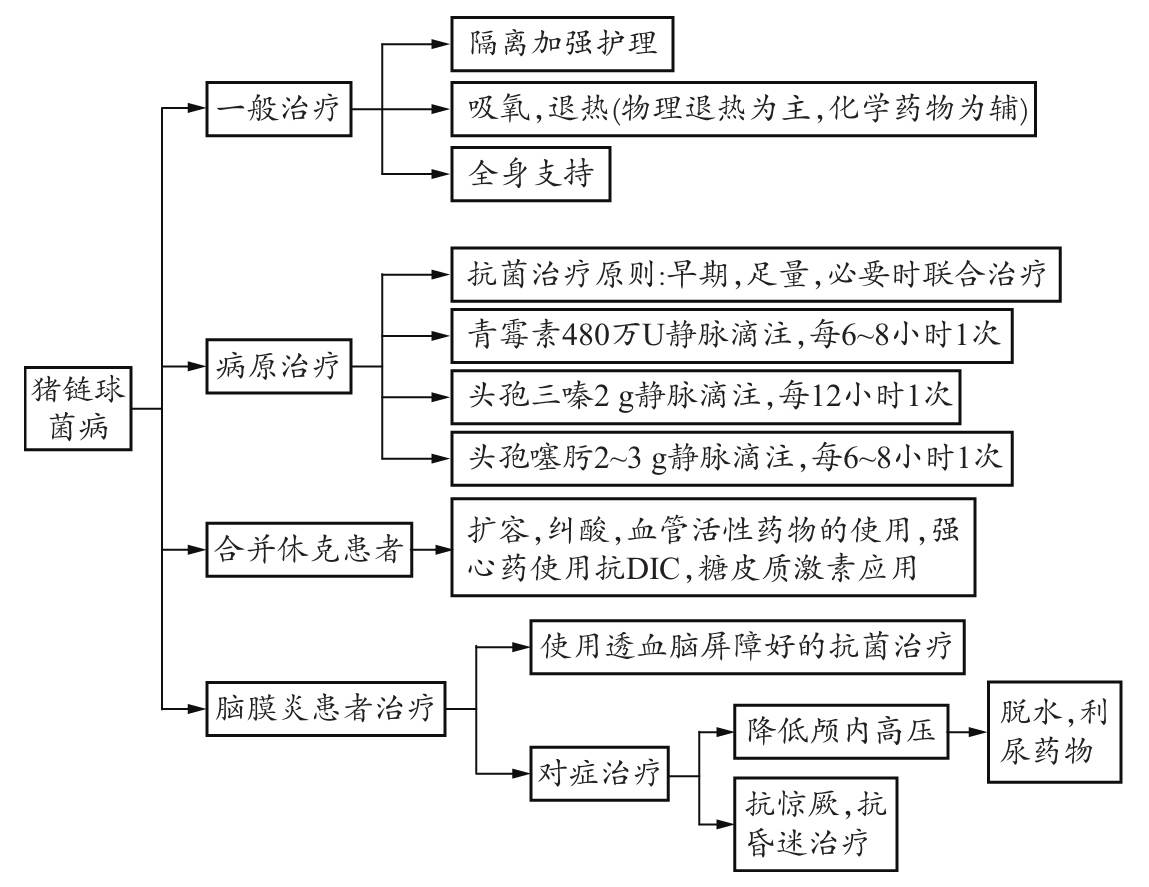 隔离加强护理
一般治疗
吸氧,退热(物理退热为主,化学药物为辅)
全身支持
抗菌治疗原则:早期,足量,必要时联合治疗
青霉素480万U静脉滴注,每6~8小时1次
病原治疗
猪链球
菌病
头孢三嗪2 g静脉滴注,每12小时1次
头孢噻肟2~3 g静脉滴注,每6~8小时1次
合并休克患者
扩容,纠酸,血管活性药物的使用,强
心药使用抗DIC,糖皮质激素应用
使用透血脑屏障好的抗菌治疗
脑膜炎患者治疗
对症治疗
降低颅内高压
脱水,利
尿药物
抗惊厥,抗
昏迷治疗